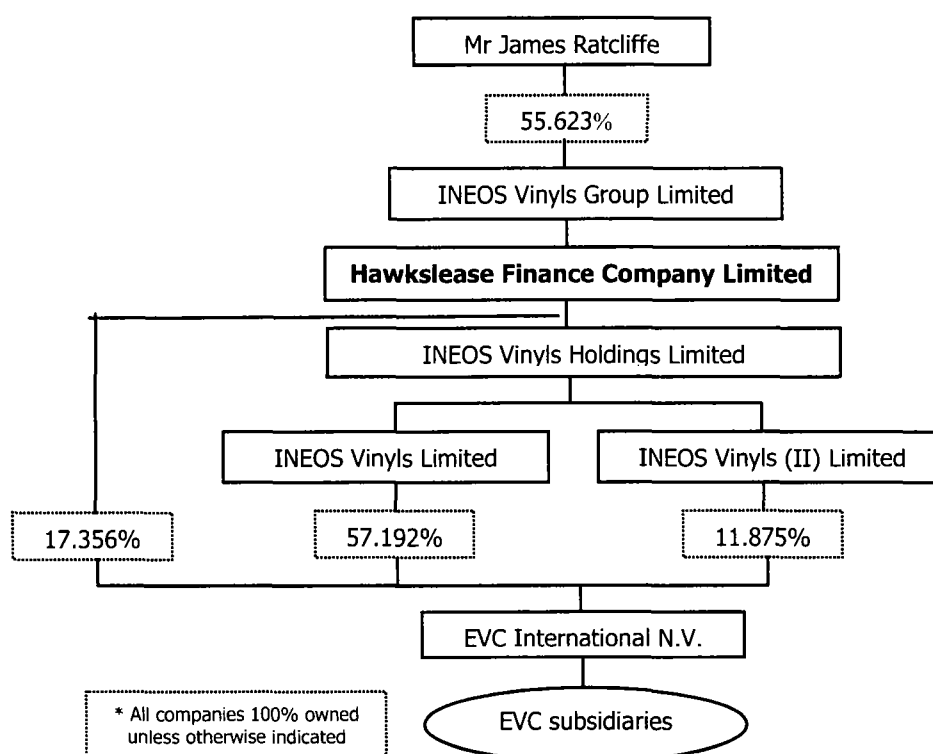 Mr James Ratcliffe
55.623%
INEOS Vinyls Group Limited
Hawkslease Finance Company Limited
INEOS Vinyls Holdings Limited
INEOS Vinyls Limited
INEOS Vinyls (II) Limited
17.356%
57.192%
11.875%
EVC International N.V.
* All companies 100% owned
unless otherwise indicated
EVC subsidiaries